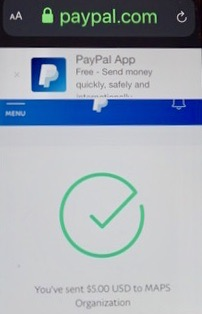 AA paypal.com
PayPal App
Free - Send money
quickly, safely and
internationally
MENU
You've sent $5.00 USD to MAPS
Organization